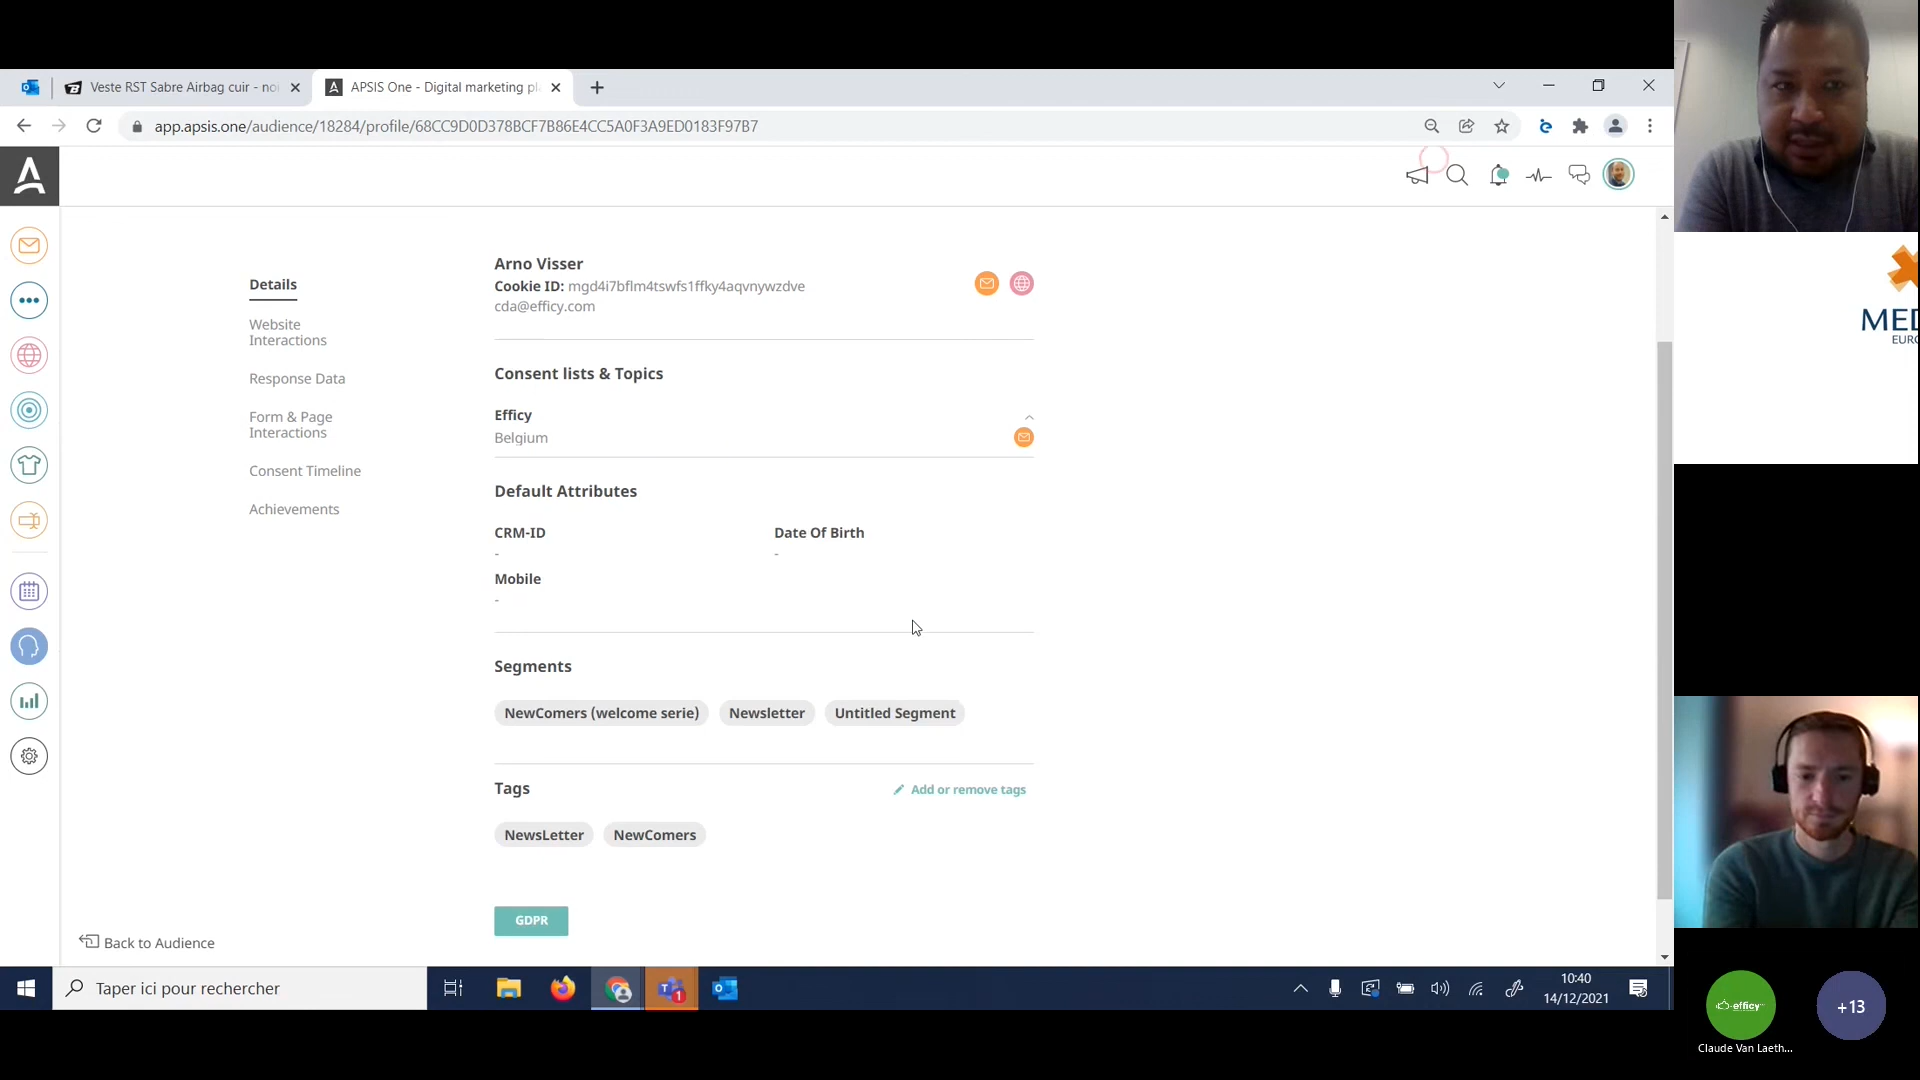 Veste RST Sabre Airbag cuir - noi
APSIS One - Digital marketing pl
app.apsis.one/audience/18284/profile/68CC9D0D378BCF7B86E4CC5A0F3A9ED0183F97B7
Details
Website
Interactions
Response Data
Form & Page
Interactions
Consent Timeline
Achievements
Back to Audience
Arno Visser
Cookie ID: mgd4i7bflm4tswfs1ffky4aqvnywzdve
cda@efficy.com
Consent lists & Topics
Efficy
Belgium
Default Attributes
CRM-ID
-
Date Of Birth
-
Mobile
-
Segments
NewComers (welcome serie) Newsletter Untitled Segment
Tags
Add or remove tags
NewsLetter NewComers
GDPR
Taper ici pour rechercher
1
10:40
14/12/2021
MED
EURO
efficy
Claude Van Laeth...
+13